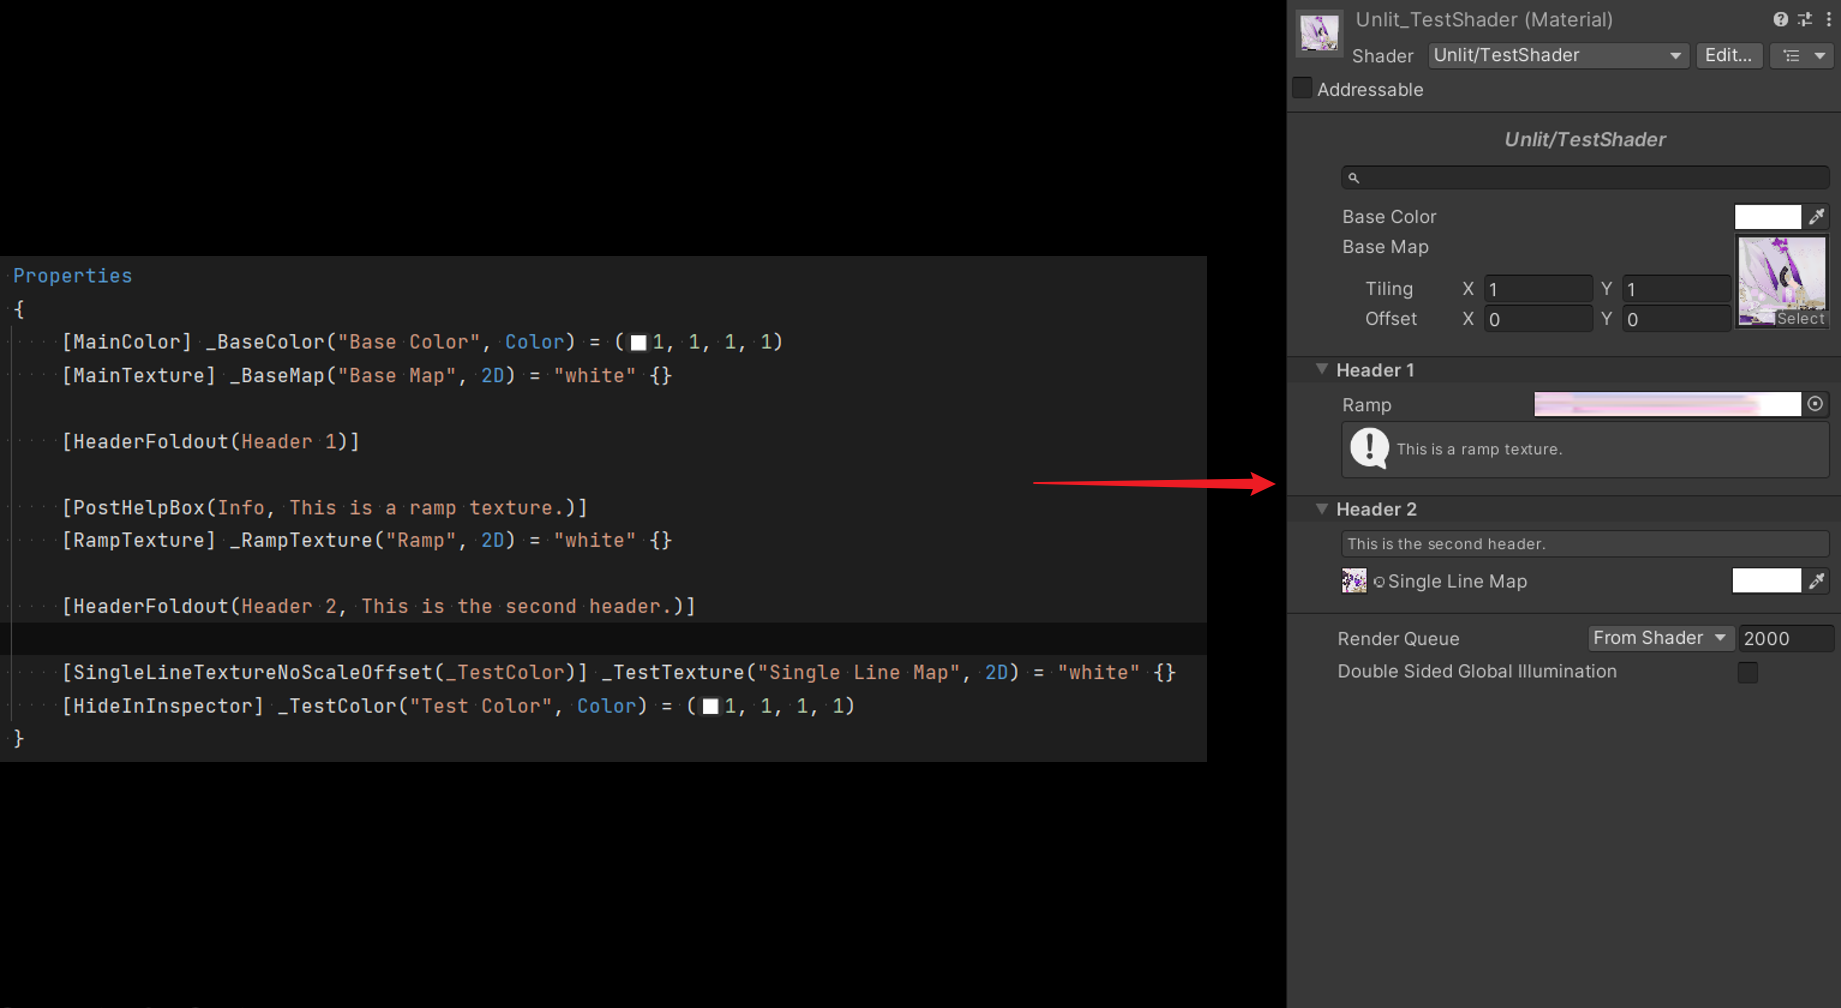 Properties
{
[MainColor] _BaseColor("Base Color", Color) = (1, 1, 1, 1)
[MainTexture] _BaseMap("Base Map", 2D) = "white" {}
[HeaderFoldout(Header 1)]
[PostHelpBox(Info, This is a ramp texture.)]
[RampTexture] _RampTexture("Ramp", 2D) = "white" {}
[HeaderFoldout(Header 2, This is the second header.)]
[SingleLineTextureNoScaleOffset(_TestColor)] _TestTexture("Single Line Map", 2D) = "white" {}
[HideInInspector] _TestColor("Test Color", Color) = (1, 1, 1, 1)
}
Unlit_TestShader (Material)
Shader Unlit/TestShader Edit...
Addressable
Unlit/TestShader
Base Color
Base Map
Tiling X 1 Y 1
Offset X 0 Y 0
Select
Header 1
Ramp
This is a ramp texture.
Header 2
This is the second header.
Single Line Map
Render Queue From Shader 2000
Double Sided Global Illumination